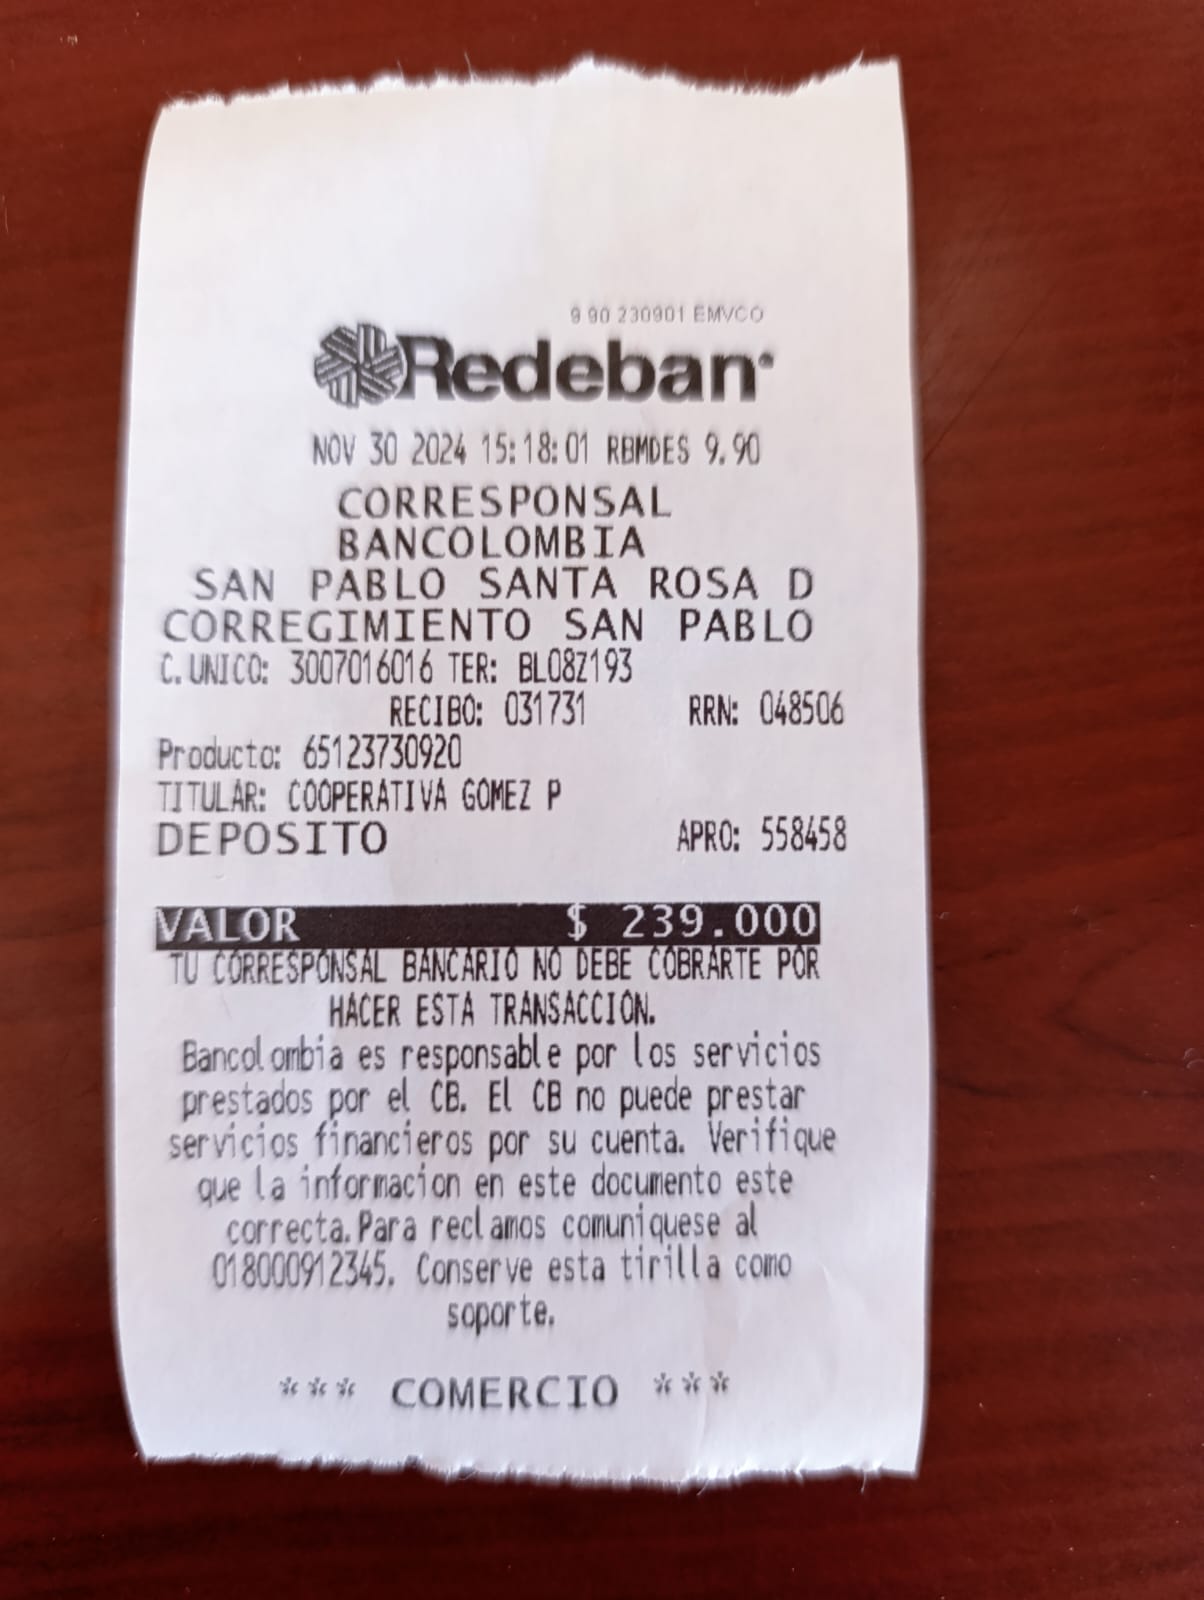 9 90 230901 EMVCO
Redeban
NOV 30 2024 15:18:01 RBMDES 9.90
CORRESPONSAL
BANCOLOMBIA
SAN PABLO SANTA ROSA D
CORREGIMIENTO SAN PABLO
C. UNICO: 3007016016 TER: BL08Z193
RECIBO: 031731 RRN: 048506
Producto: 65123730920
TITULAR: COOPERATIVA GOMEZ P
DEPOSITO APRO: 558458
VALOR $ 239.000
TU CORRESPONSAL BANCARIO NO DEBE COBRARTE POR
HACER ESTA TRANSACCION.
Bancolombia es responsable por los servicios
prestados por el CB. El CB no puede prestar
servicios financieros por su cuenta. Verifique
que la informacion en este documento este
correcta. Para reclamos comuniquese al
018000912345. Conserve esta tirilla como
soporte.
*** COMERCIO ***